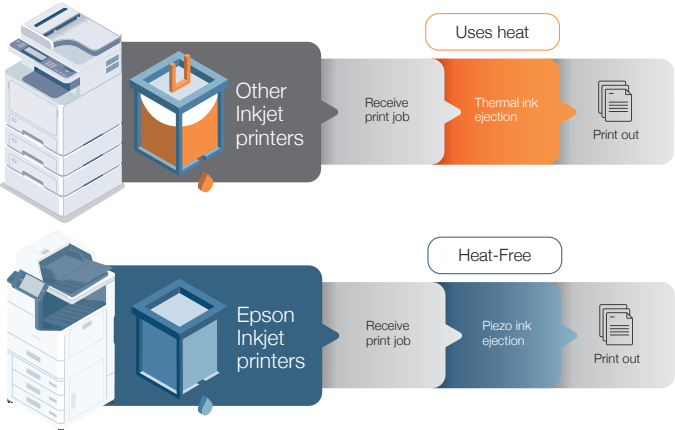 Uses heat
Other
Inkjet
printers
Receive
print job
Thermal ink
ejection
Print out
Heat-Free
Epson
Inkjet
printers
Receive
print job
Piezo ink
ejection
Print out